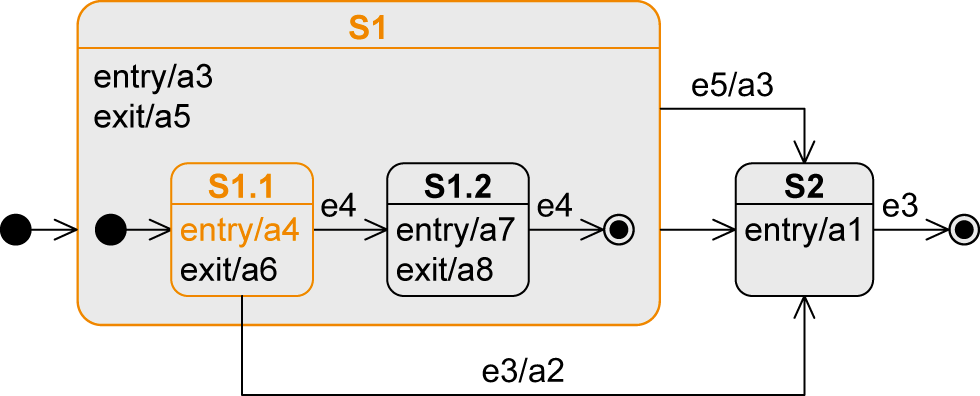 S1
entry/a3
exit/a5
e5/a3
S1.1
entry/a4
exit/a6
e4
S1.2
entry/a7
exit/a8
e4
S2
entry/a1
e3
e3/a2